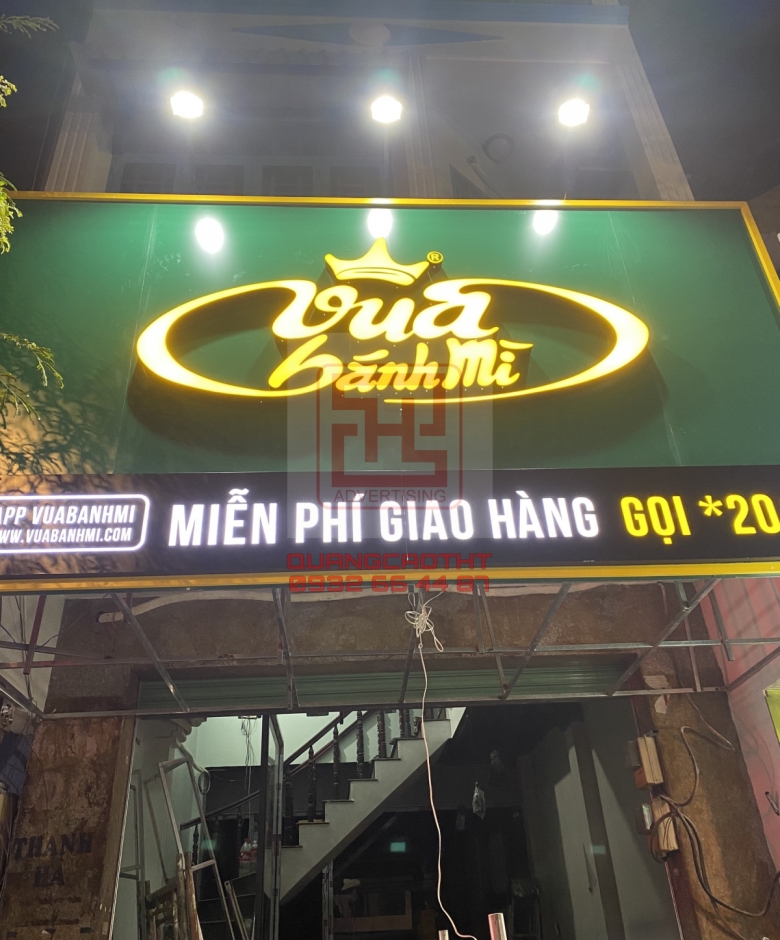 ®
Vua
bánh mì
APP VUABANHMI
WWW.VUABANHMI.COM
MIỄN PHÍ GIAO HÀNG GỌI *20
ADVERTISING
QUANGCAOTHT
0932 66 44 87
THANH
HÀ